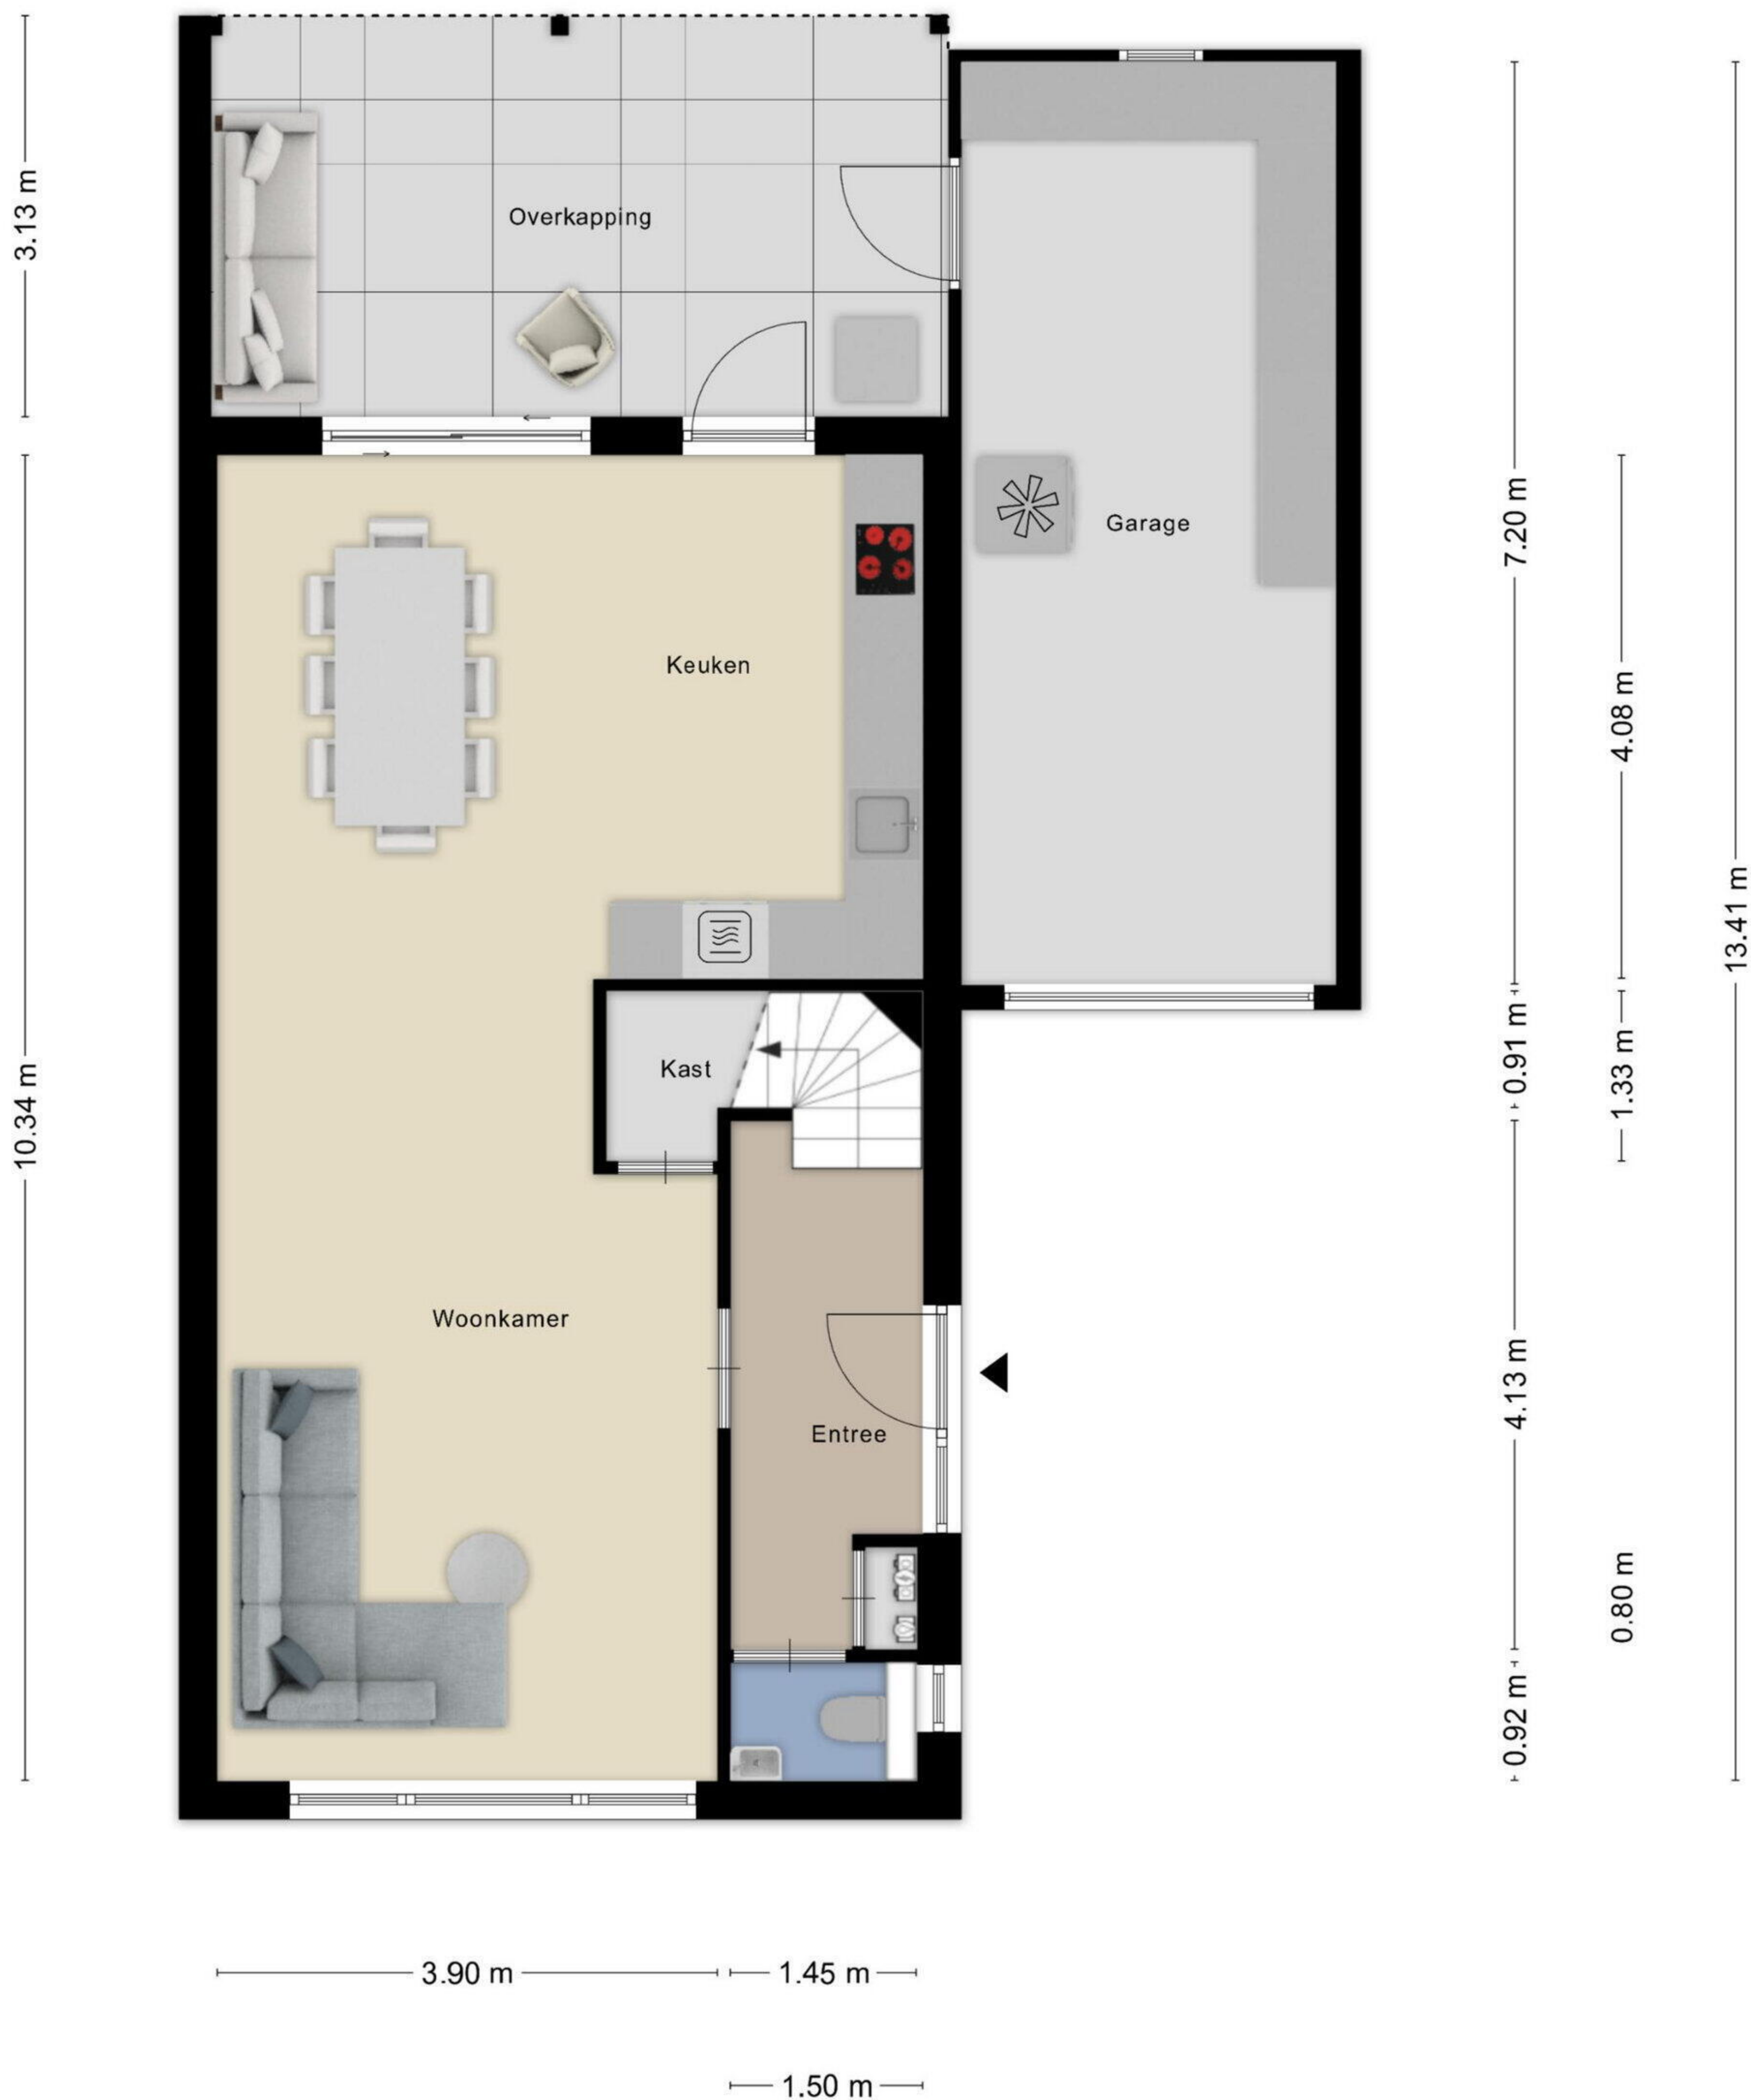 Overkapping
Garage
Keuken
Kast
Woonkamer
Entree
3.13 m
10.34 m
7.20 m
0.91 m
4.13 m
0.92 m
4.08 m
1.33 m
0.80 m
13.41 m
3.90 m
1.45 m
1.50 m